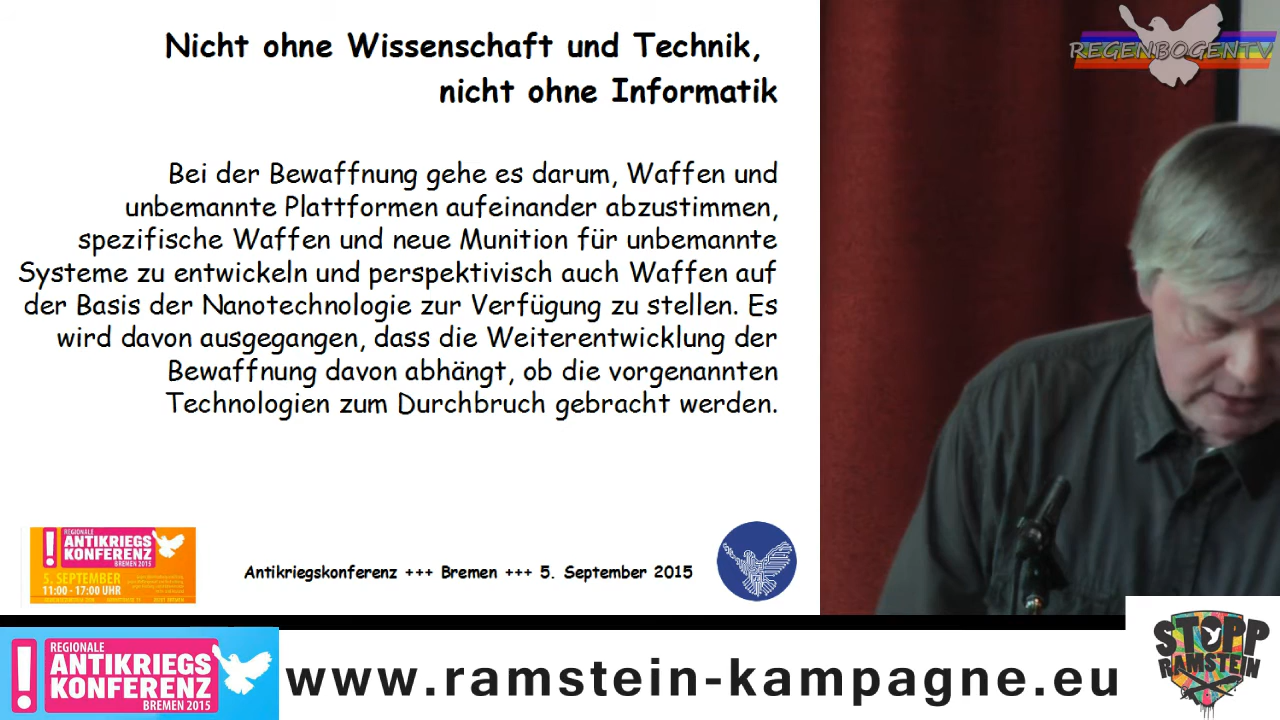 Nicht ohne Wissenschaft und Technik,
nicht ohne Informatik
Bei der Bewaffnung gehe es darum, Waffen und
unbemannte Plattformen aufeinander abzustimmen,
spezifische Waffen und neue Munition für unbemannte
Systeme zu entwickeln und perspektivisch auch Waffen auf
der Basis der Nanotechnologie zur Verfügung zu stellen. Es
wird davon ausgegangen, dass die Weiterentwicklung der
Bewaffnung davon abhängt, ob die vorgenannten
Technologien zum Durchbruch gebracht werden.
! REGIONALE
ANTIKRIEGS
KONFERENZ
BREMEN 2015
5. SEPTEMBER
11:00 - 17:00 UHR
Antikriegskonferenz +++ Bremen +++ 5. September 2015
REGENBOGENTV
! REGIONALE
ANTIKRIEGS
KONFERENZ
BREMEN 2015
www.ramstein-kampagne.eu
STOPP
RAMSTEIN